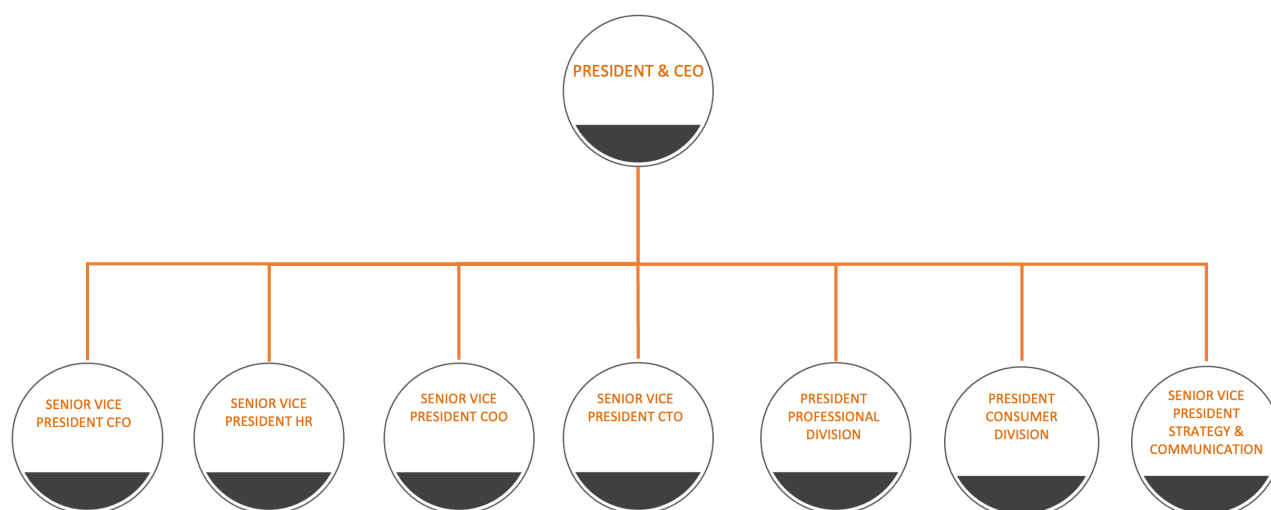 PRESIDENT & CEO
SENIOR VICE
PRESIDENT CFO
SENIOR VICE
PRESIDENT HR
SENIOR VICE
PRESIDENT COO
SENIOR VICE
PRESIDENT CTO
PRESIDENT
PROFESSIONAL
DIVISION
PRESIDENT
CONSUMER
DIVISION
SENIOR VICE
PRESIDENT
STRATEGY &
COMMUNICATION